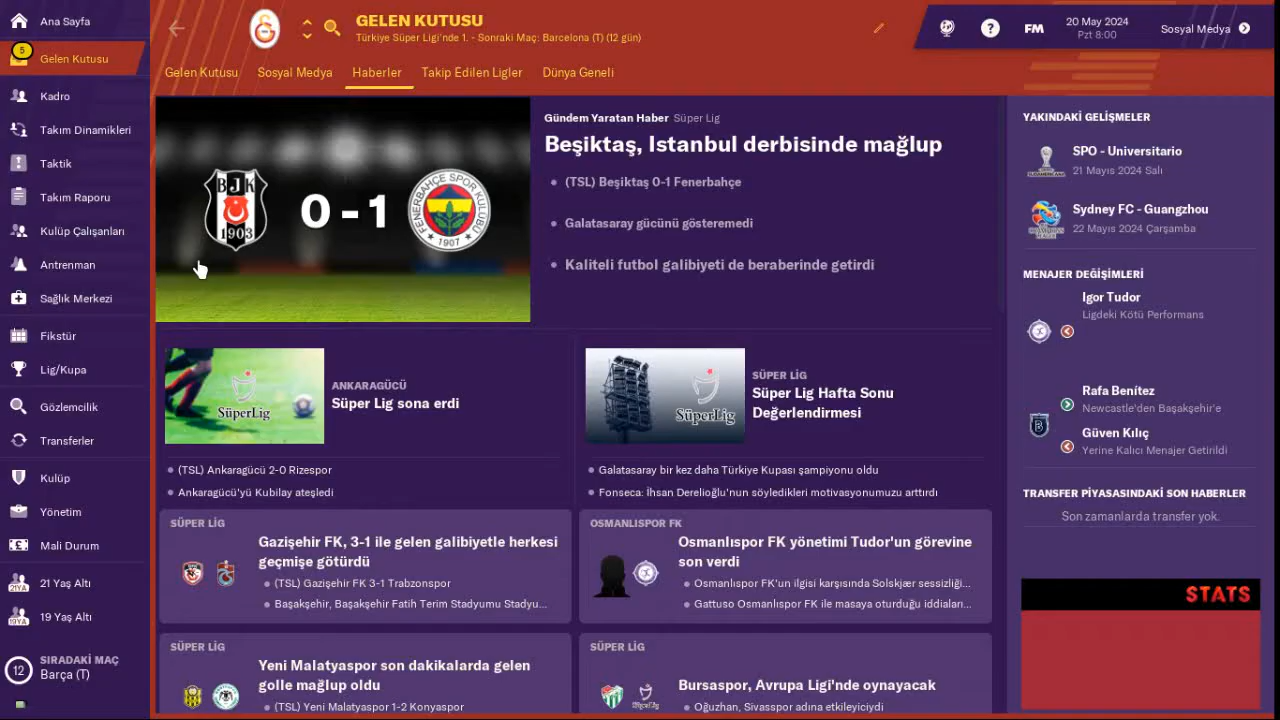 Ana Sayfa
5
Gelen Kutusu
Kadro
Takım Dinamikleri
Taktik
Takım Raporu
Kulüp Çalışanları
Antrenman
Sağlık Merkezi
Fikstür
Lig/Kupa
Gözlemcilik
Transferler
Kulüp
Yönetim
Mali Durum
21YA
21 Yaş Altı
19YA
19 Yaş Altı
12
SIRADAKİ MAÇ
Barça (T)
GELEN KUTUSU
Türkiye Süper Ligi'nde 1. - Sonraki Maç: Barcelona (T) (12 gün)
?
FM
20 May 2024
Pzt 8:00
Sosyal Medya
Gelen Kutusu
Sosyal Medya
Haberler
Takip Edilen Ligler
Dünya Geneli
BJK
1903
0 - 1
FENERBAHÇE SPOR KULÜBÜ
1907
Gündem Yaratan Haber Süper Lig
Beşiktaş, Istanbul derbisinde mağlup
(TSL) Beşiktaş 0-1 Fenerbahçe
Galatasaray gücünü gösteremedi
Kaliteli futbol galibiyeti de beraberinde getirdi
SüperLig
ANKARAGÜCÜ
Süper Lig sona erdi
(TSL) Ankaragücü 2-0 Rizespor
Ankaragücü'yü Kubilay ateşledi
SüperLig
SÜPER LİG
Süper Lig Hafta Sonu
Değerlendirmesi
Galatasaray bir kez daha Türkiye Kupası şampiyonu oldu
Fonseca: İhsan Derelioğlu'nun söyledikleri motivasyonumuzu arttırdı
SÜPER LİG
Gazişehir FK, 3-1 ile gelen galibiyetle herkesi
geçmişe götürdü
(TSL) Gazişehir FK 3-1 Trabzonspor
Başakşehir, Başakşehir Fatih Terim Stadyumu Stadyu...
OSMANLISPOR FK
Osmanlıspor FK yönetimi Tudor'un görevine
son verdi
Osmanlıspor FK'un ilgisi karşısında Solskjær sessizliği...
Gattuso Osmanlıspor FK ile masaya oturduğu iddiaları...
SÜPER LİG
Yeni Malatyaspor son dakikalarda gelen
golle mağlup oldu
(TSL) Yeni Malatyaspor 1-2 Konyaspor
SÜPER LİG
Bursaspor, Avrupa Ligi'nde oynayacak
Oğuzhan, Sivasspor adına etkileyiciydi
YAKINDAKİ GELİŞMELER
SPO - Universitario
21 Mayıs 2024 Salı
Sydney FC - Guangzhou
22 Mayıs 2024 Çarşamba
MENAJER DEĞİŞİMLERİ
Igor Tudor
Ligdeki Kötü Performans
Rafa Benítez
Newcastle'den Başakşehir'e
Güven Kılıç
Yerine Kalıcı Menajer Getirildi
TRANSFER PİYASASINDAKİ SON HABERLER
Son zamanlarda transfer yok.
STATS